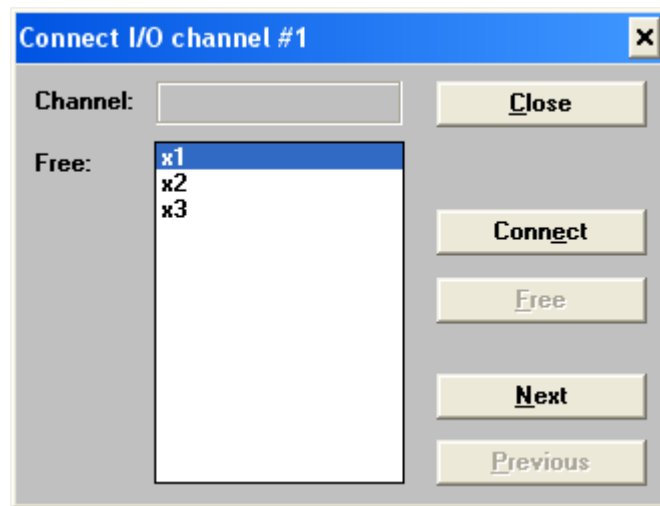 Connect I/O channel #1
Channel:
Close
Free:
x1
x2
x3
Connect
Free
Next
Previous